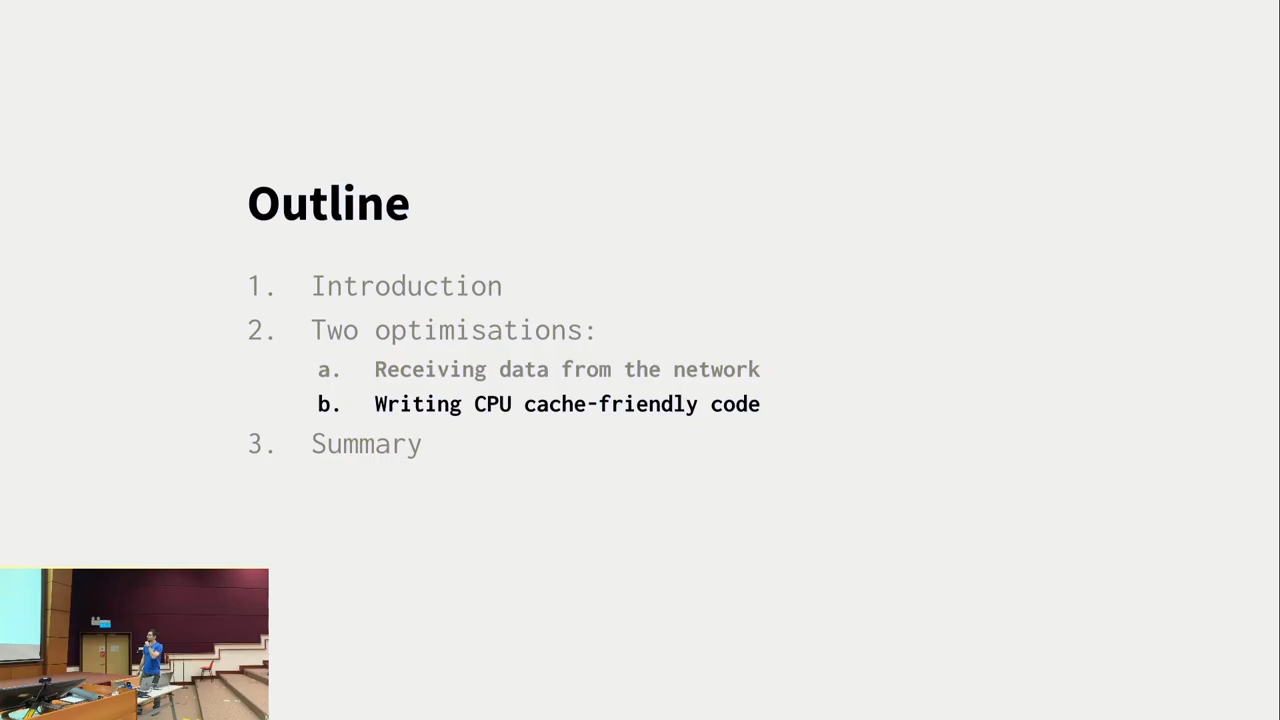 Outline
1. Introduction
2. Two optimisations:
a. Receiving data from the network
b. Writing CPU cache-friendly code
3. Summary